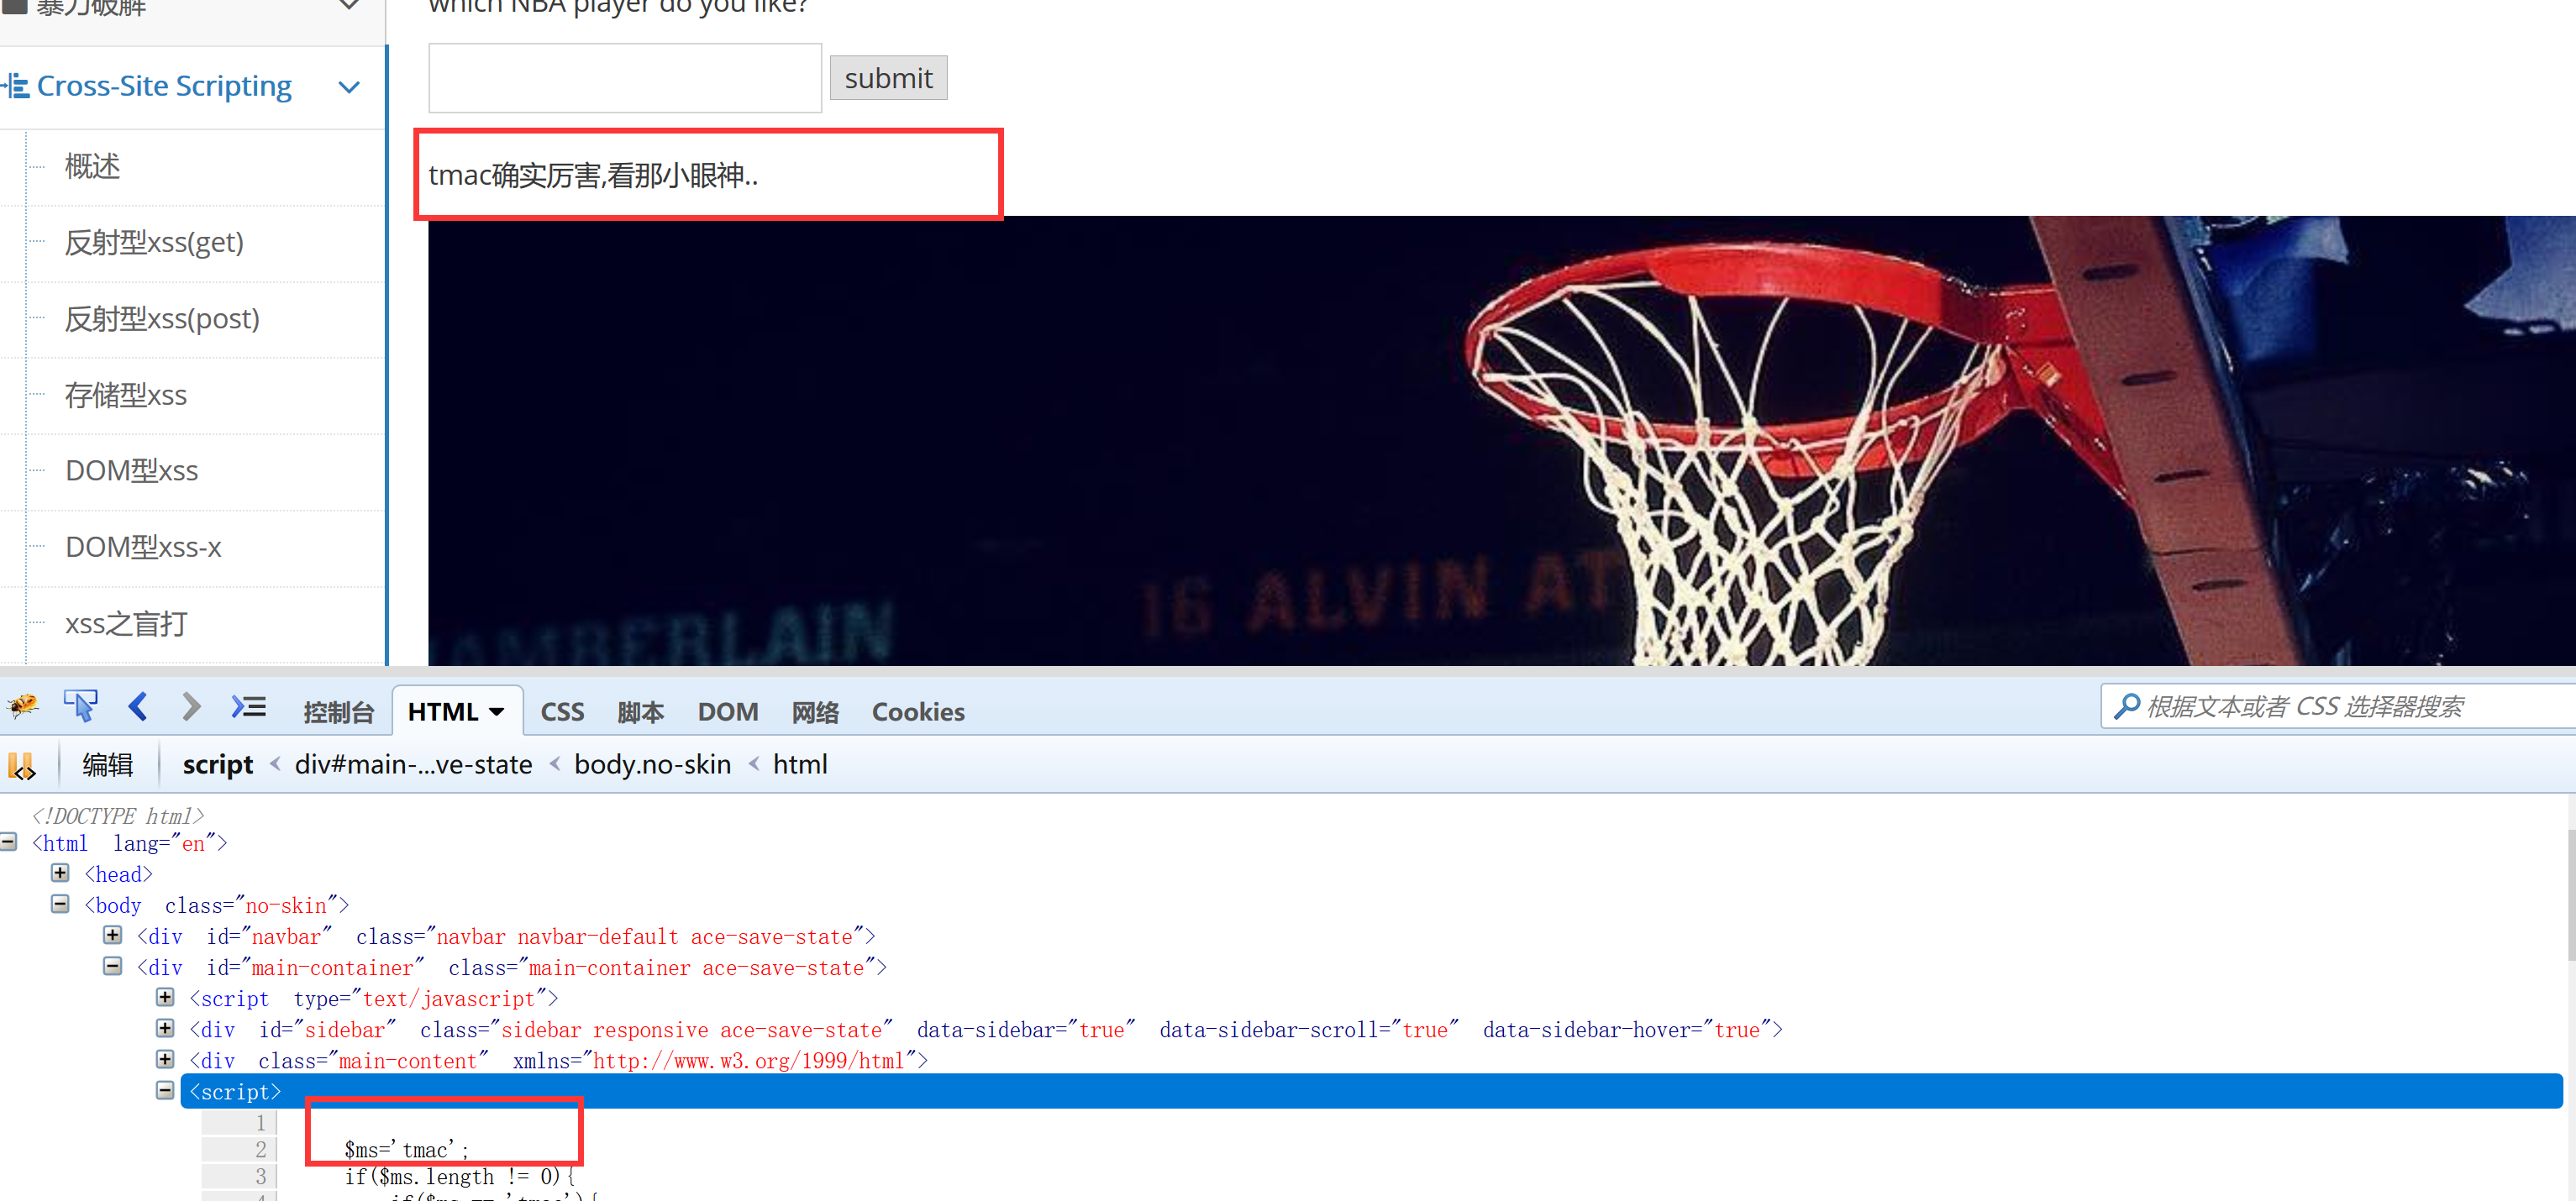 暴力破解
which NBA player do you like?
Cross-Site Scripting
submit
概述
tmac确实厉害,看那小眼神..
反射型xss(get)
反射型xss(post)
存储型xss
DOM型xss
DOM型xss-x
xss之盲打
AMBERLAIN
16 ALVIN AT
控制台 HTML CSS 脚本 DOM 网络 Cookies
根据文本或者 CSS 选择器搜索
编辑 script < div#main-...ve-state < body.no-skin < html
<!DOCTYPE html>
<html lang="en">
<head>
<body class="no-skin">
<div id="navbar" class="navbar navbar-default ace-save-state">
<div id="main-container" class="main-container ace-save-state">
<script type="text/javascript">
<div id="sidebar" class="sidebar responsive ace-save-state" data-sidebar="true" data-sidebar-scroll="true" data-sidebar-hover="true">
<div class="main-content" xmlns="http://www.w3.org/1999/html">
<script>
1
2 $ms='tmac';
3 if($ms.length != 0){
4 if($ms == 'tmac'){